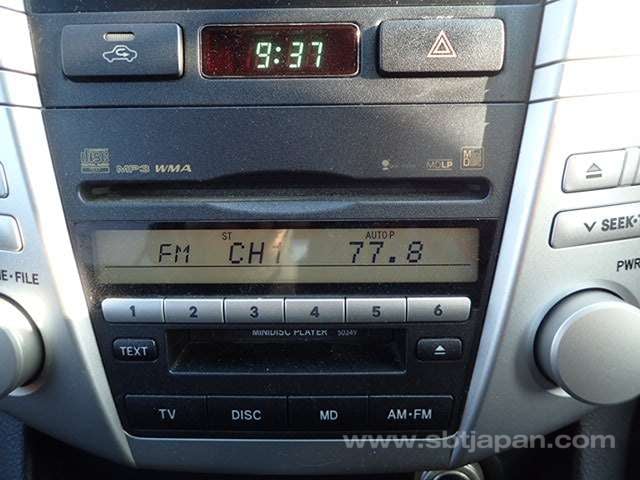 9:37
MP3 WMA
MDLP
ST
AUTO P
FM CH1 77.8
SEEK
PWR
E·FILE
1 2 3 4 5 6
MINIDISC PLAYER 50249
TEXT
TV DISC MD AM·FM
www.sbtjapan.com